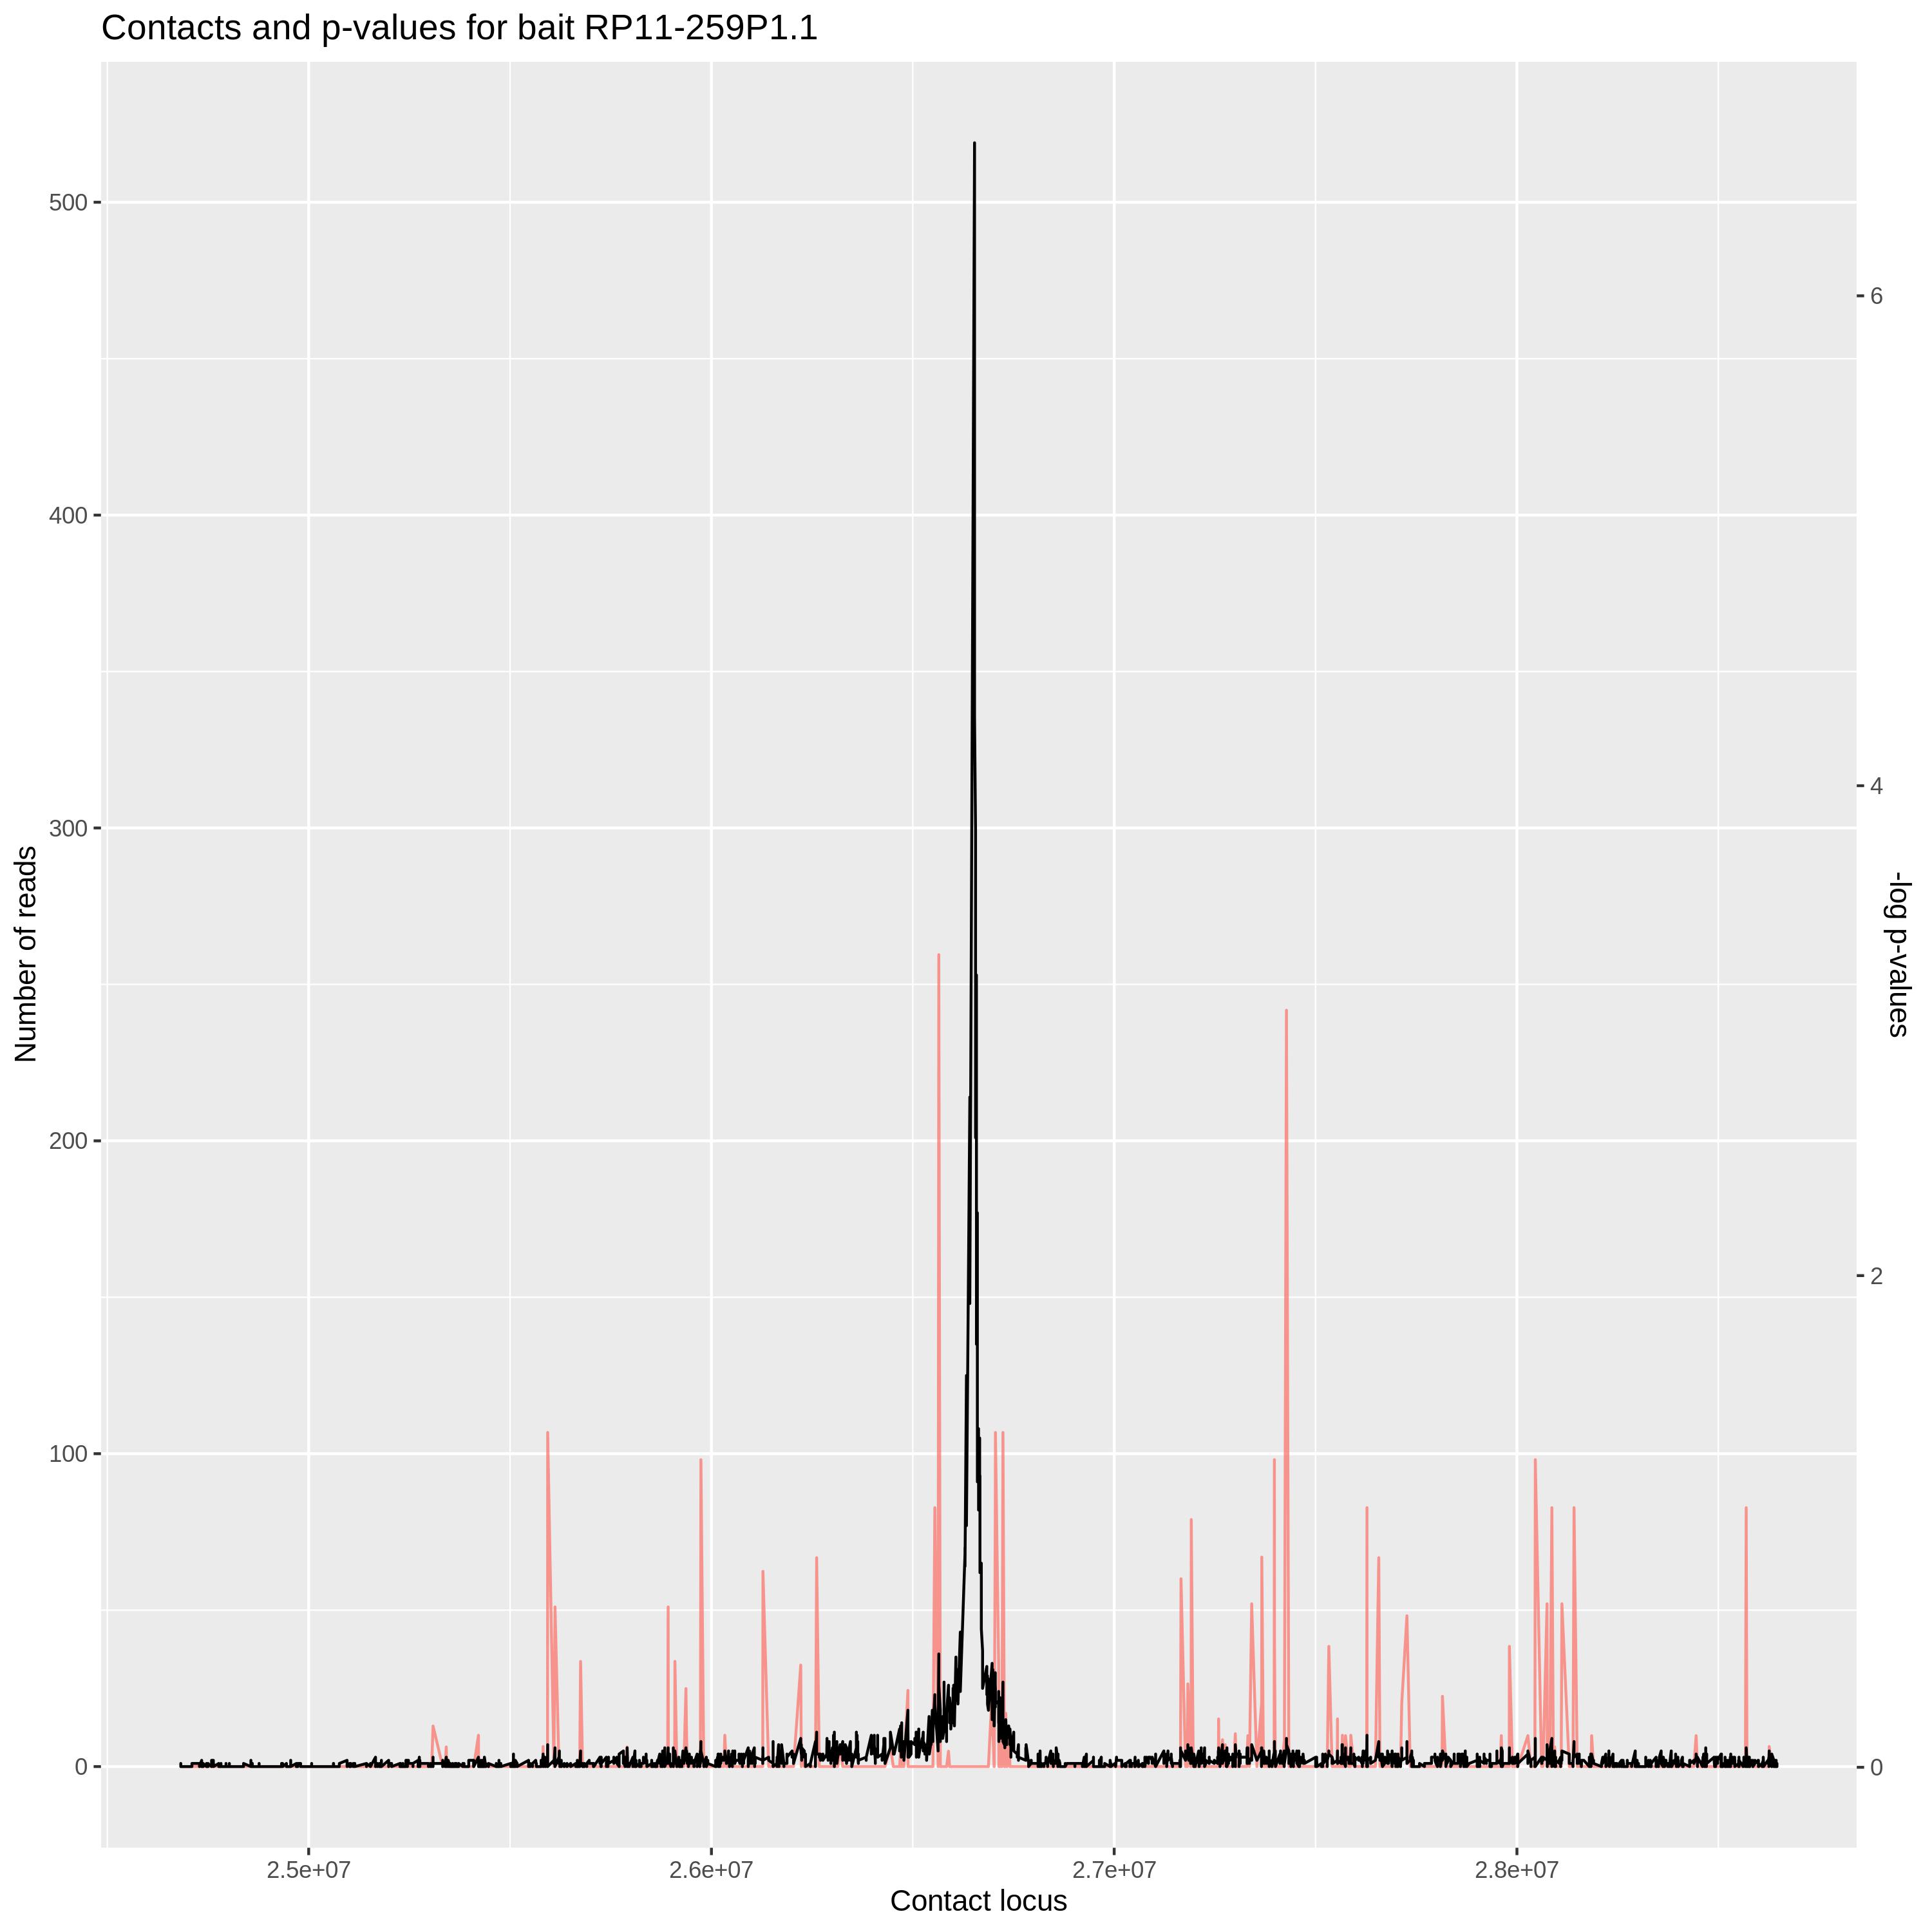 Contacts and p-values for bait RP11-259P1.1
Number of reads
500
400
300
200
100
0
6
4
2
0
-log p-values
2.5e+07
2.6e+07
2.7e+07
2.8e+07
Contact locus